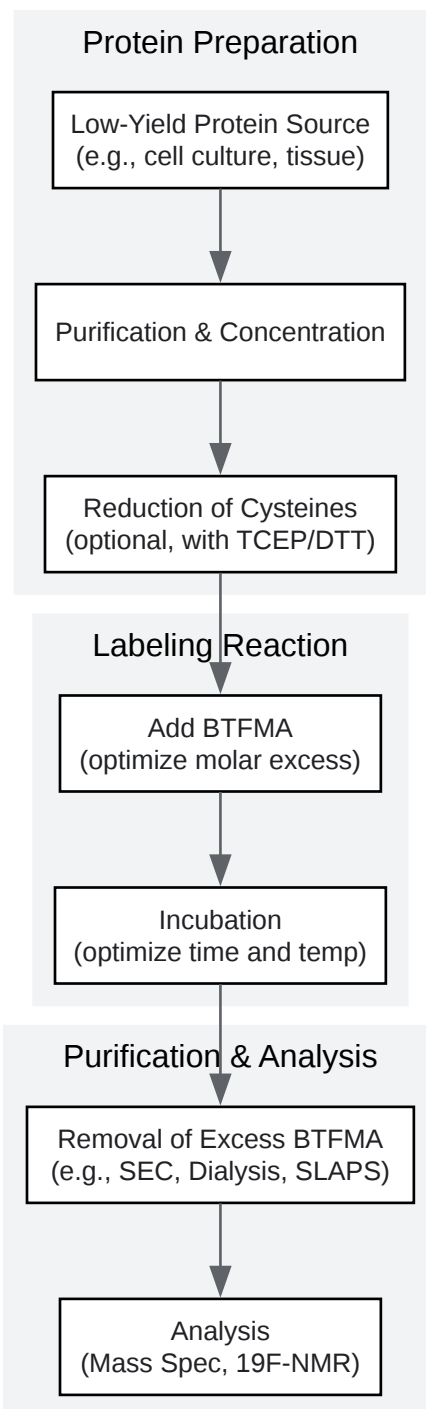 Protein Preparation
Low-Yield Protein Source
(e.g., cell culture, tissue)
Purification & Concentration
Reduction of Cysteines
(optional, with TCEP/DTT)
Labeling Reaction
Add BTFMA
(optimize molar excess)
Incubation
(optimize time and temp)
Purification & Analysis
Removal of Excess BTFMA
(e.g., SEC, Dialysis, SLAPS)
Analysis
(Mass Spec, 19F-NMR)